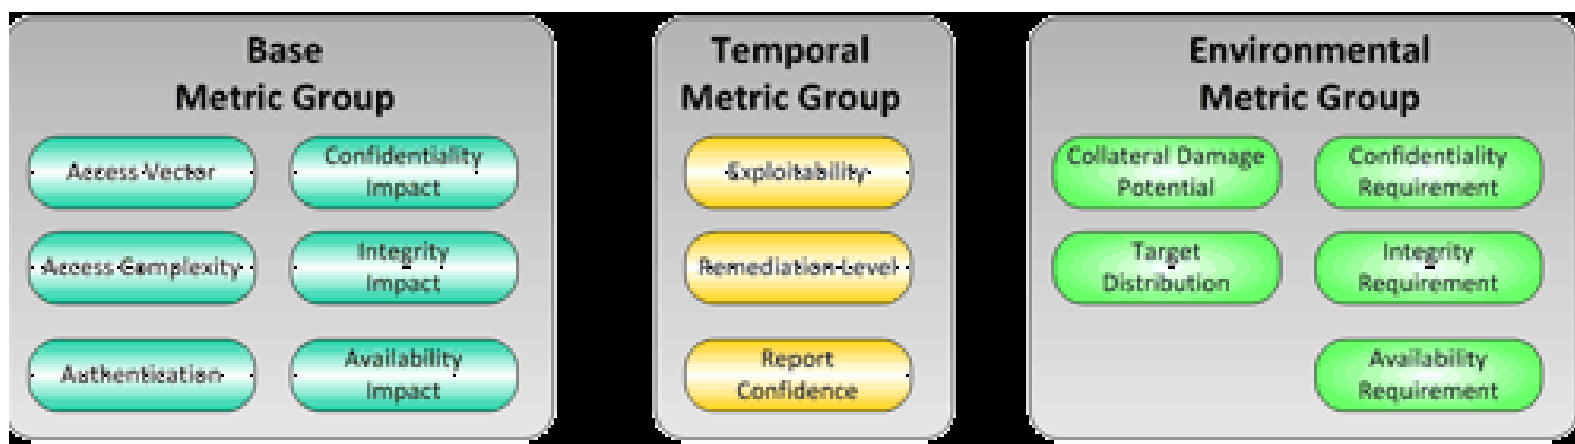 Base
Metric Group
Access Vector
Confidentiality
Impact
Access Complexity
Integrity
Impact
Authentication
Availability
Impact
Temporal
Metric Group
Exploitability
Remediation Level
Report
Confidence
Environmental
Metric Group
Collateral Damage
Potential
Confidentiality
Requirement
Target
Distribution
Integrity
Requirement
Availability
Requirement